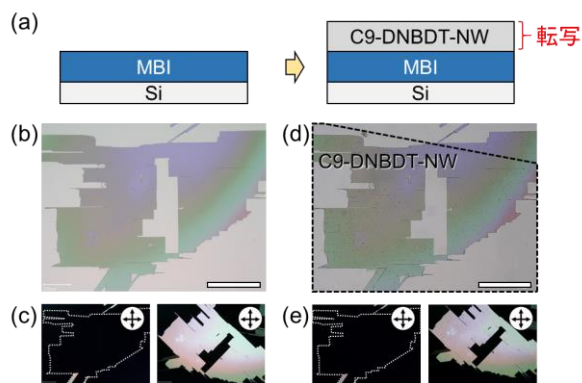 (a)
MBI
Si
C9-DNBDT-NW
MBI
Si
転写
(b)
(d)
C9-DNBDT-NW
(c)
(e)